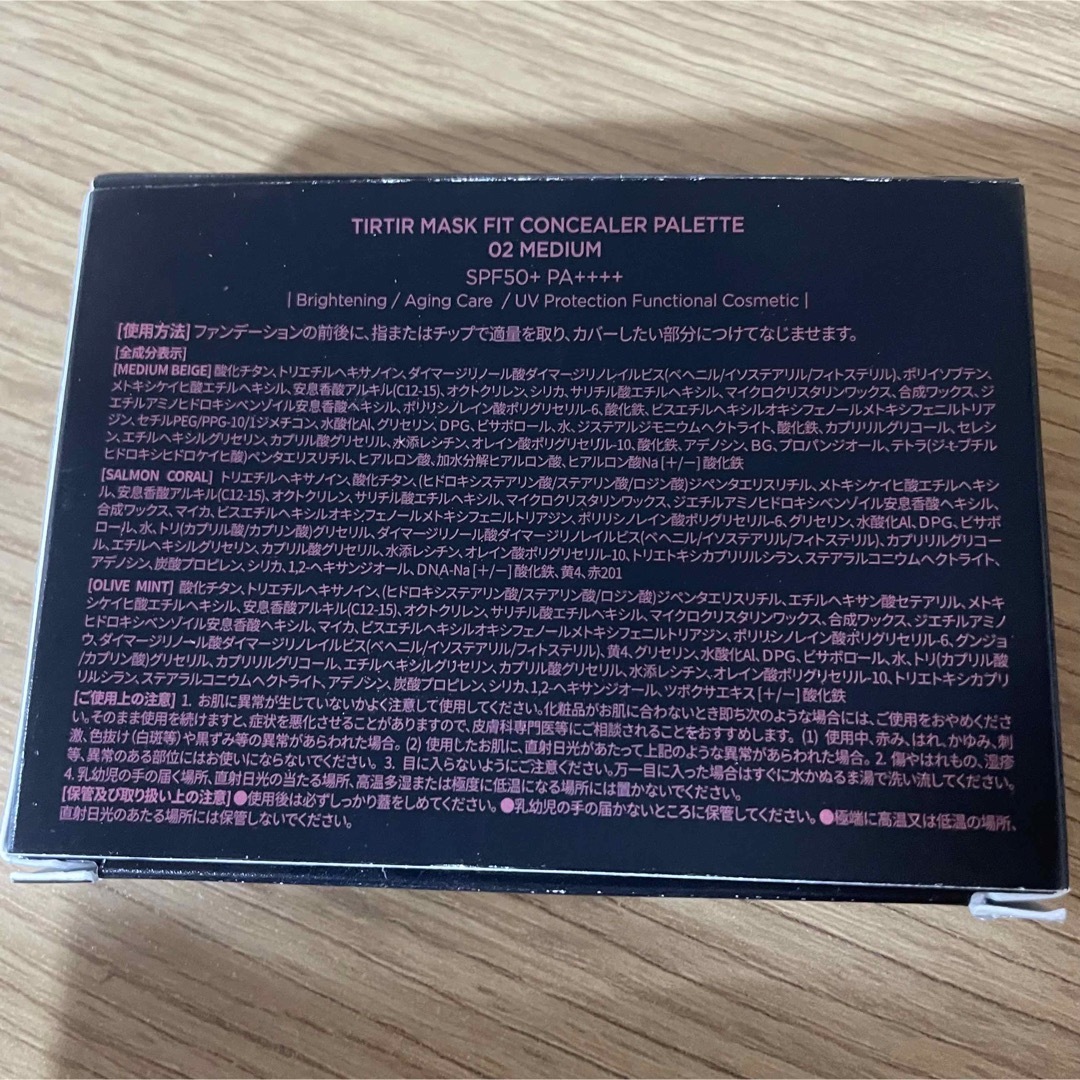 TIRTIR MASK FIT CONCEALER PALETTE
02 MEDIUM
SPF50+ PA++++
| Brightening / Aging Care / UV Protection Functional Cosmetic |
[使用方法] ファンデーションの前後に、指またはチップで適量を取り、カバーしたい部分につけてなじませます。
[全成分表示]
[MEDIUM BEIGE] 酸化チタン、トリエチルヘキサノイン、ダイマージリノール酸ダイマージリノレイルビス(ベヘニル/イソステアリル/フィトステリル)、ポリイソブテン、
メトキシケイヒ酸エチルヘキシル、安息香酸アルキル(C12-15)、オクトクリレン、シリカ、サリチル酸エチルヘキシル、マイクロクリスタリンワックス、合成ワックス、ジ
エチルアミノヒドロキシベンゾイル安息香酸ヘキシル、ポリリシノレイン酸ポリグリセリル-6、酸化鉄、ビスエチルヘキシルオキシフェノールメトキシフェニルトリア
ジン、セチルPEG/PPG-10/1ジメチコン、水酸化Al、グリセリン、DPG、ビサボロール、水、ジステアルジモニウムヘクトライト、酸化鉄、カプリリルグリコール、セレシ
ン、エチルヘキシルグリセリン、カプリル酸グリセリル、水添レシチン、オレイン酸ポリグリセリル-10、酸化鉄、アデノシン、BG、プロパンジオール、テトラ(ジ-t-ブチル
ヒドロキシヒドロケイヒ酸)ペンタエリスリチル、ヒアルロン酸、加水分解ヒアルロン酸、ヒアルロン酸Na [+/−] 酸化鉄
[SALMON CORAL] トリエチルヘキサノイン、酸化チタン、(ヒドロキシステアリン酸/ステアリン酸/ロジン酸)ジペンタエリスリチル、メトキシケイヒ酸エチルヘキシ
ル、安息香酸アルキル(C12-15)、オクトクリレン、サリチル酸エチルヘキシル、マイクロクリスタリンワックス、ジエチルアミノヒドロキシベンゾイル安息香酸ヘキシル、
合成ワックス、マイカ、ビスエチルヘキシルオキシフェノールメトキシフェニルトリアジン、ポリリシノレイン酸ポリグリセリル-6、グリセリン、水酸化Al、DPG、ビサボ
ロール、水、トリ(カプリル酸/カプリン酸)グリセリル、ダイマージリノール酸ダイマージリノレイルビス(ベヘニル/イソステアリル/フィトステリル)、カプリリルグリコー
ル、エチルヘキシルグリセリン、カプリル酸グリセリル、水添レシチン、オレイン酸ポリグリセリル-10、トリエトキシカプリリルシラン、ステアラルコニウムヘクトライト、
アデノシン、炭酸プロピレン、シリカ、1,2-ヘキサンジオール、DNA-Na [+/−] 酸化鉄、黄4、赤201
[OLIVE MINT] 酸化チタン、トリエチルヘキサノイン、(ヒドロキシステアリン酸/ステアリン酸/ロジン酸)ジペンタエリスリチル、エチルヘキサン酸セテアリル、メトキ
シケイヒ酸エチルヘキシル、安息香酸アルキル(C12-15)、オクトクリレン、サリチル酸エチルヘキシル、マイクロクリスタリンワックス、合成ワックス、ジエチルアミノ
ヒドロキシベンゾイル安息香酸ヘキシル、マイカ、ビスエチルヘキシルオキシフェノールメトキシフェニルトリアジン、ポリリシノレイン酸ポリグリセリル-6、グンジョ
ウ、ダイマージリノール酸ダイマージリノレイルビス(ベヘニル/イソステアリル/フィトステリル)、黄4、グリセリン、水酸化Al、DPG、ビサボロール、水、トリ(カプリル酸
/カプリン酸)グリセリル、カプリリルグリコール、エチルヘキシルグリセリン、カプリル酸グリセリル、水添レシチン、オレイン酸ポリグリセリル-10、トリエトキシカプリ
リルシラン、ステアラルコニウムヘクトライト、アデノシン、炭酸プロピレン、シリカ、1,2-ヘキサンジオール、ツボクサエキス [+/−] 酸化鉄
[ご使用上の注意] 1. お肌に異常が生じていないかよく注意して使用してください。化粧品がお肌に合わないとき即ち次のような場合には、ご使用をおやめくださ
い。そのまま使用を続けますと、症状を悪化させることがありますので、皮膚科専門医等にご相談されることをおすすめします。 (1) 使用中、赤み、はれ、かゆみ、刺
激、色抜け(白斑等)や黒ずみ等の異常があらわれた場合。 (2) 使用したお肌に、直射日光があたって上記のような異常があらわれた場合。 2. 傷やはれもの、湿疹
等、異常のある部位にはお使いにならないでください。 3. 目に入らないようにご注意ください。万一目に入った場合はすぐに水かぬるま湯で洗い流してください。
4. 乳幼児の手の届く場所、直射日光の当たる場所、高温多湿または極度に低温になる場所には置かないでください。
[保管及び取り扱い上の注意] ●使用後は必ずしっかり蓋をしめてください。 ●乳幼児の手の届かないところに保管してください。 ●極端に高温又は低温の場所、
直射日光のあたる場所には保管しないでください。